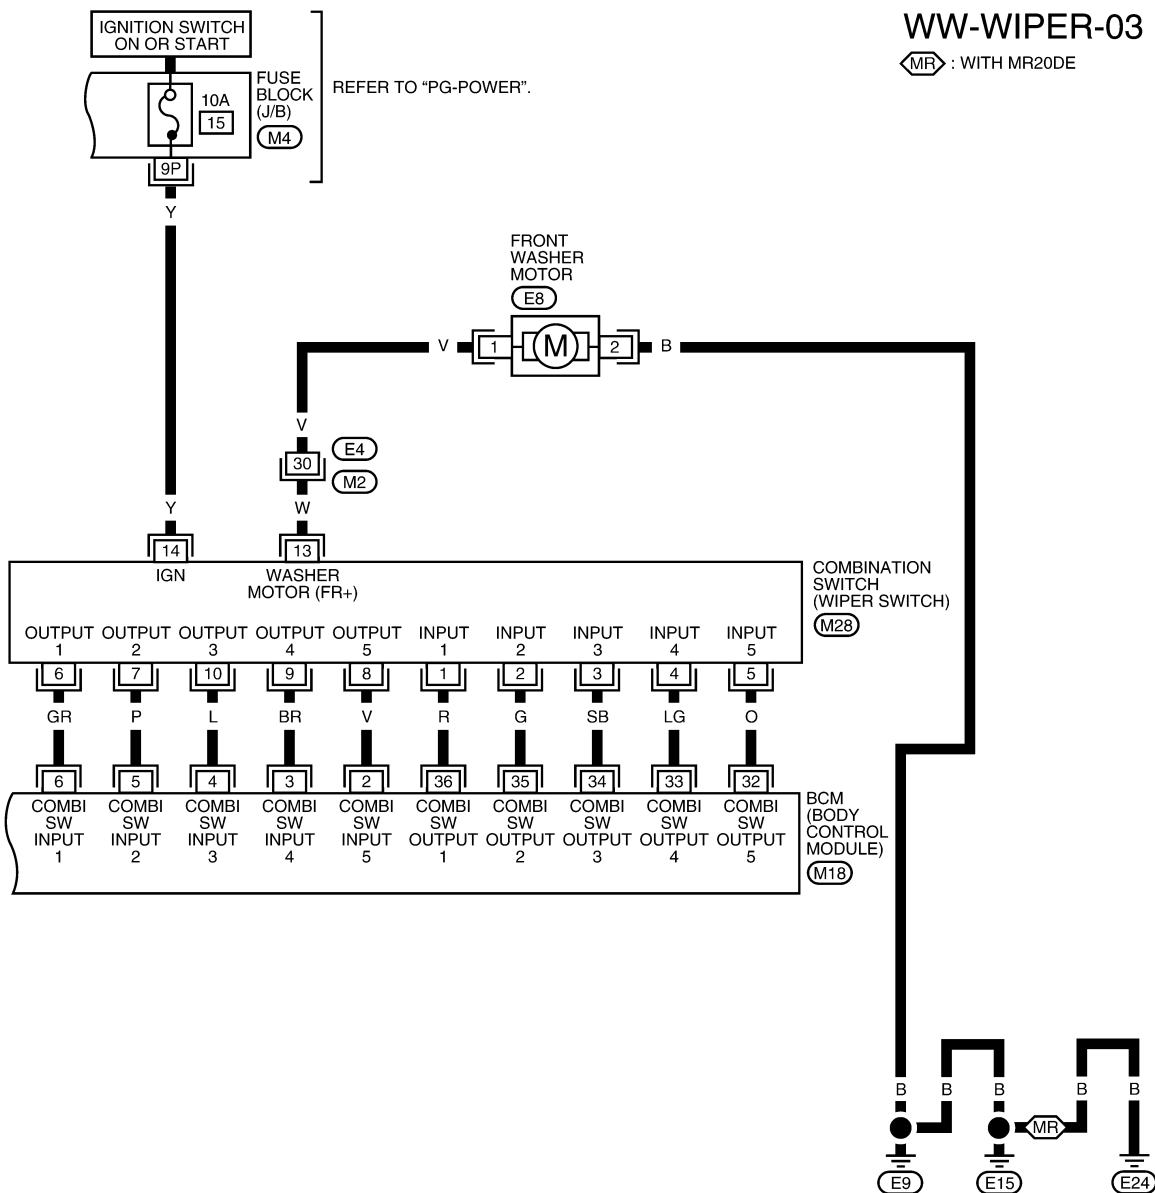 WW-WIPER-03
MR : WITH MR20DE
IGNITION SWITCH
ON OR START
FUSE
BLOCK
(J/B)
M4
10A
15
9P
REFER TO “PG-POWER”.
Y
FRONT
WASHER
MOTOR
E8
V
1
M
2
B
V
30
E4
M2
Y
W
14
13
IGN
WASHER
MOTOR (FR+)
COMBINATION
SWITCH
(WIPER SWITCH)
M28
OUTPUT OUTPUT OUTPUT OUTPUT OUTPUT INPUT INPUT INPUT INPUT INPUT
1 2 3 4 5 1 2 3 4 5
6 7 10 9 8 1 2 3 4 5
GR P L BR V R G SB LG O
6 5 4 3 2 36 35 34 33 32
COMBI COMBI COMBI COMBI COMBI COMBI COMBI COMBI COMBI COMBI
SW SW SW SW SW SW SW SW SW SW
INPUT INPUT INPUT INPUT INPUT OUTPUT OUTPUT OUTPUT OUTPUT OUTPUT
1 2 3 4 5 1 2 3 4 5
BCM
(BODY
CONTROL
MODULE)
M18
B B B B B
MR
E9 E15 E24